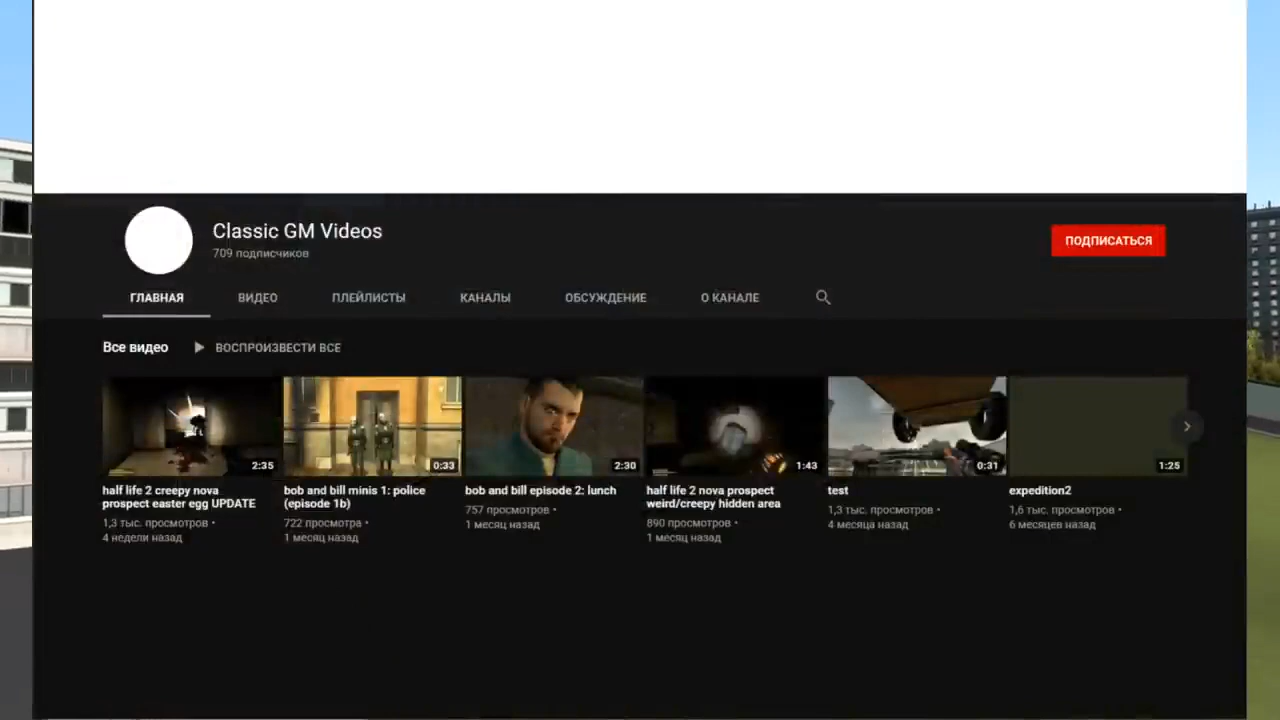 Classic GM Videos
709 подписчиков
ПОДПИСАТЬСЯ
ГЛАВНАЯ ВИДЕО ПЛЕЙЛИСТЫ КАНАЛЫ ОБСУЖДЕНИЕ О КАНАЛЕ
Все видео ВОСПРОИЗВЕСТИ ВСЕ
2:35
half life 2 creepy nova
prospect easter egg UPDATE
1,3 тыс. просмотров •
4 недели назад
0:33
bob and bill minis 1: police
(episode 1b)
722 просмотра •
1 месяц назад
2:30
bob and bill episode 2: lunch
757 просмотров •
1 месяц назад
1:43
half life 2 nova prospect
weird/creepy hidden area
890 просмотров •
1 месяц назад
0:31
test
1,3 тыс. просмотров •
4 месяца назад
1:25
expedition2
1,6 тыс. просмотров •
6 месяцев назад